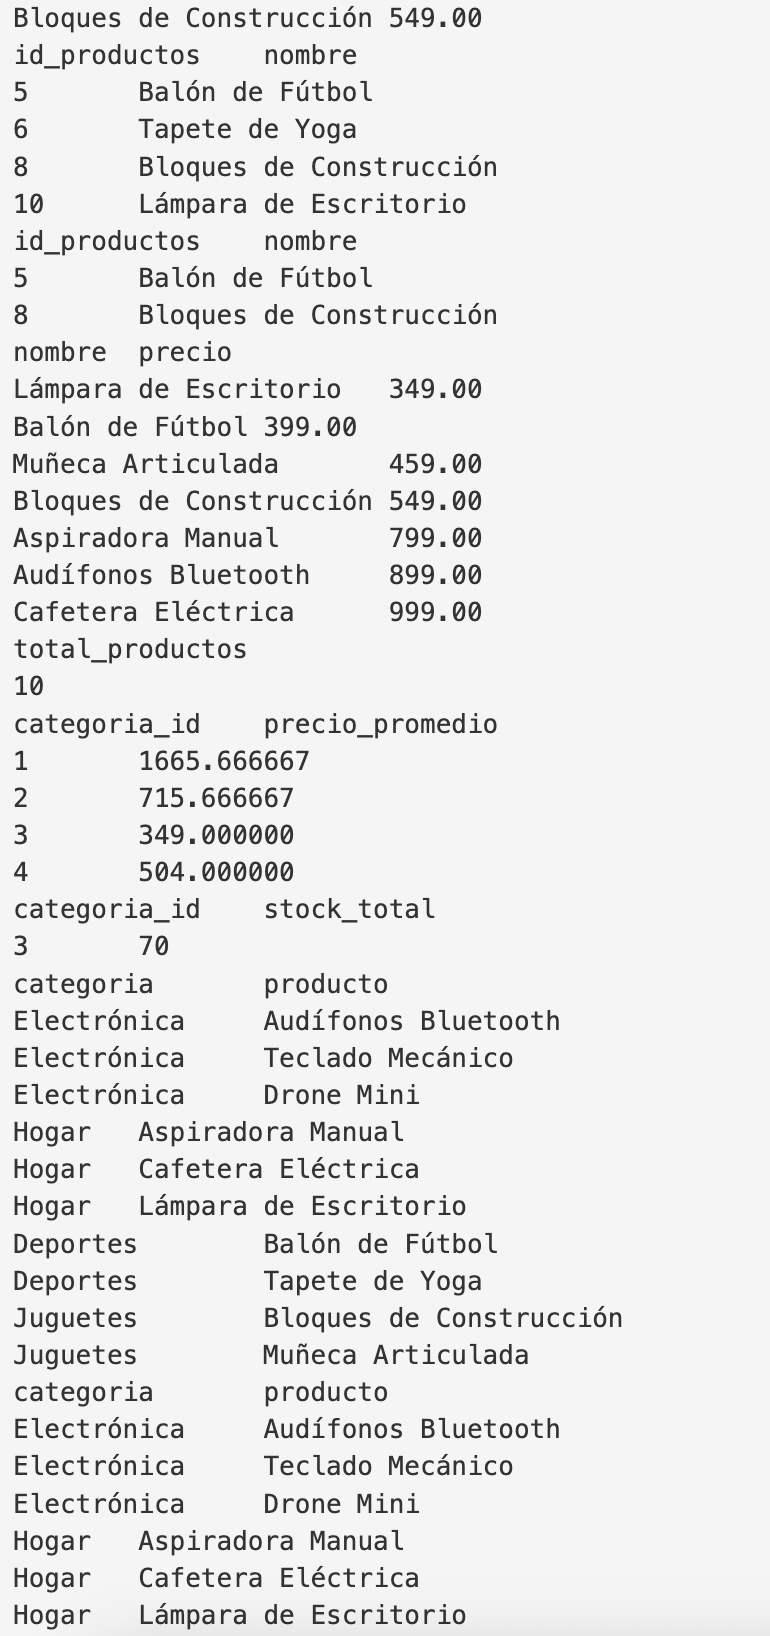 Bloques de Construcción 549.00
id_productos nombre
5 Balón de Fútbol
6 Tapete de Yoga
8 Bloques de Construcción
10 Lámpara de Escritorio
id_productos nombre
5 Balón de Fútbol
8 Bloques de Construcción
nombre precio
Lámpara de Escritorio 349.00
Balón de Fútbol 399.00
Muñeca Articulada 459.00
Bloques de Construcción 549.00
Aspiradora Manual 799.00
Audífonos Bluetooth 899.00
Cafetera Eléctrica 999.00
total_productos
10
categoria_id precio_promedio
1 1665.666667
2 715.666667
3 349.000000
4 504.000000
categoria_id stock_total
3 70
categoria producto
Electrónica Audífonos Bluetooth
Electrónica Teclado Mecánico
Electrónica Drone Mini
Hogar Aspiradora Manual
Hogar Cafetera Eléctrica
Hogar Lámpara de Escritorio
Deportes Balón de Fútbol
Deportes Tapete de Yoga
Juguetes Bloques de Construcción
Juguetes Muñeca Articulada
categoria producto
Electrónica Audífonos Bluetooth
Electrónica Teclado Mecánico
Electrónica Drone Mini
Hogar Aspiradora Manual
Hogar Cafetera Eléctrica
Hogar Lámpara de Escritorio